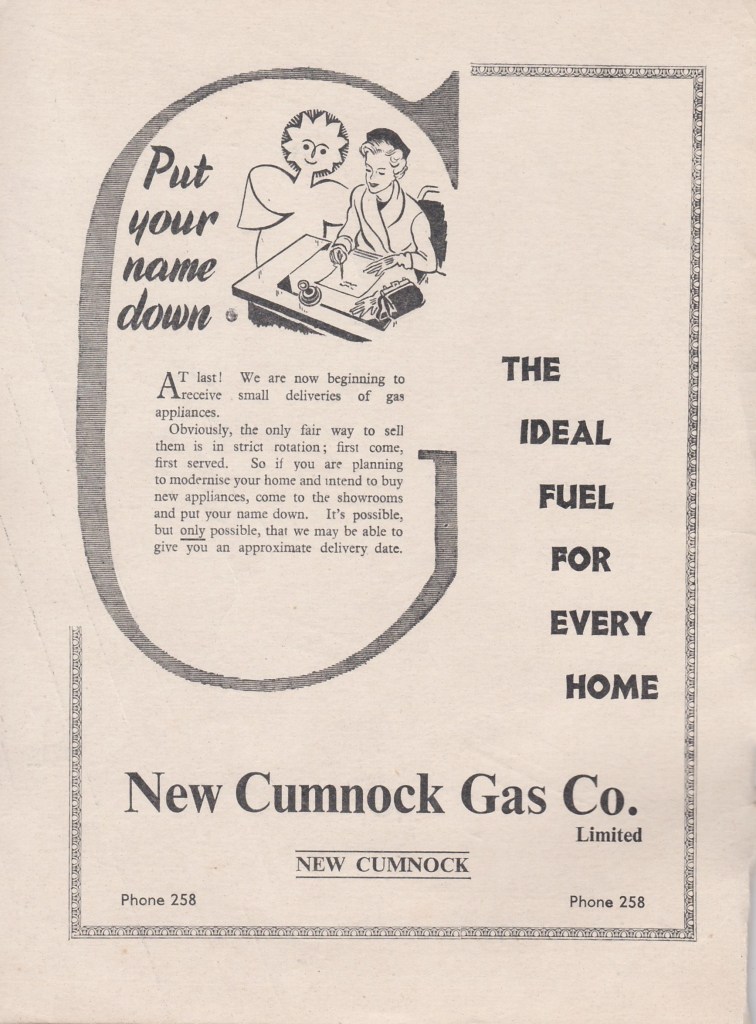 Put
your
name
down
AT last! We are now beginning to
receive small deliveries of gas
appliances.
Obviously, the only fair way to sell
them is in strict rotation; first come,
first served. So if you are planning
to modernise your home and intend to buy
new appliances, come to the showrooms
and put your name down. It's possible,
but only possible, that we may be able to
give you an approximate delivery date.
THE
IDEAL
FUEL
FOR
EVERY
HOME
New Cumnock Gas Co.
Limited
NEW CUMNOCK
Phone 258
Phone 258